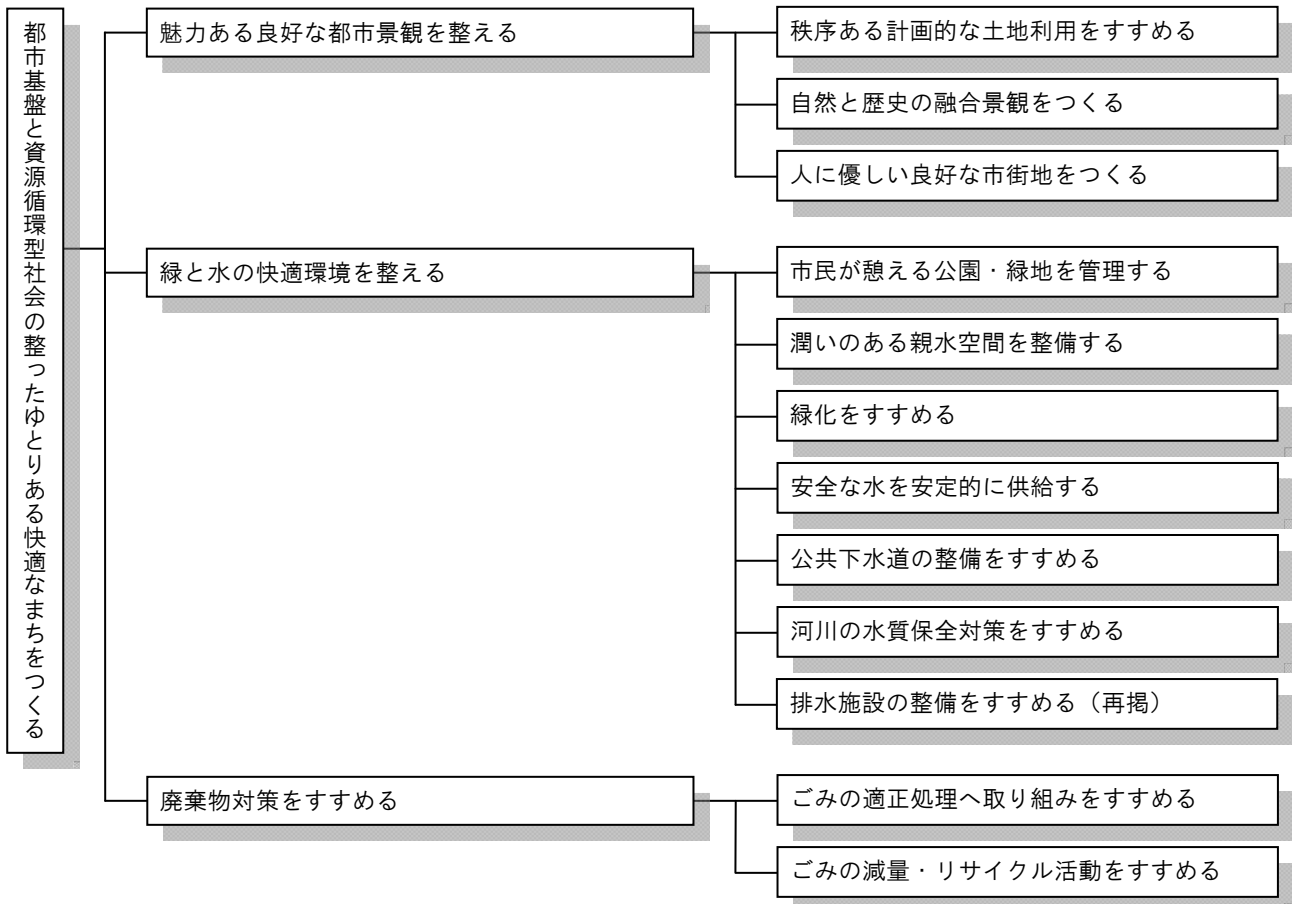 都市基盤と資源循環型社会の整ったゆとりある快適なまちをつくる
魅力ある良好な都市景観を整える
秩序ある計画的な土地利用をすすめる
自然と歴史の融合景観をつくる
人に優しい良好な市街地をつくる
緑と水の快適環境を整える
市民が憩える公園・緑地を管理する
潤いのある親水空間を整備する
緑化をすすめる
安全な水を安定的に供給する
公共下水道の整備をすすめる
河川の水質保全対策をすすめる
排水施設の整備をすすめる（再掲）
廃棄物対策をすすめる
ごみの適正処理へ取り組みをすすめる
ごみの減量・リサイクル活動をすすめる